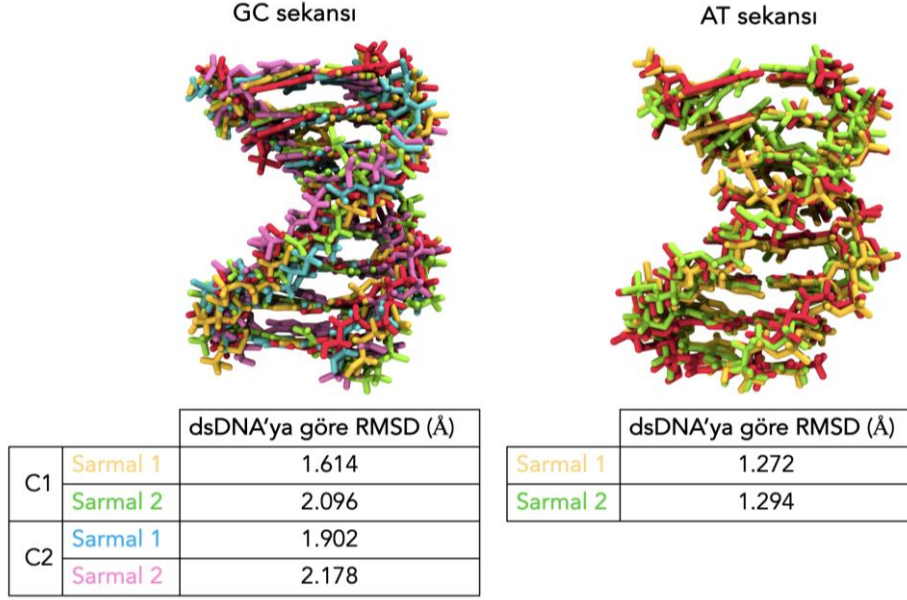 GC sekansı
AT sekansı
dsDNA'ya göre RMSD (Å)
C1
Sarmal 1 1.614
Sarmal 2 2.096
C2
Sarmal 1 1.902
Sarmal 2 2.178
dsDNA'ya göre RMSD (Å)
Sarmal 1 1.272
Sarmal 2 1.294